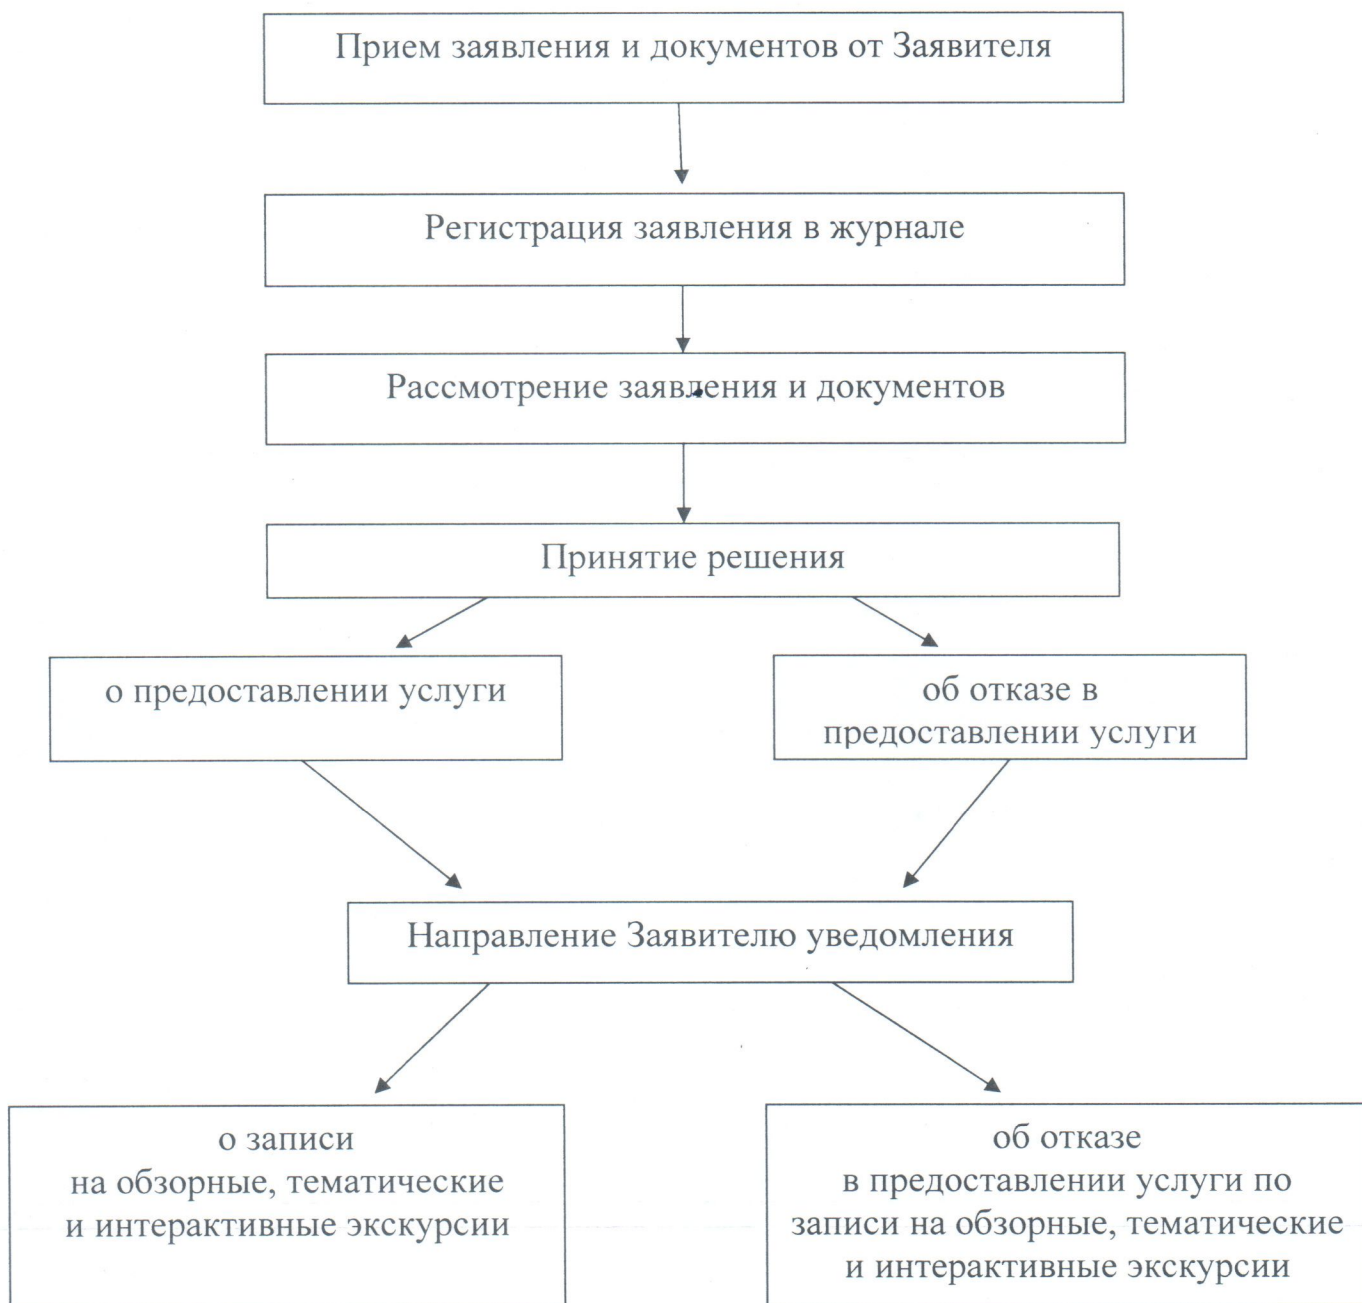 Прием заявления и документов от Заявителя
Регистрация заявления в журнале
Рассмотрение заявления и документов
Принятие решения
о предоставлении услуги
об отказе в
предоставлении услуги
Направление Заявителю уведомления
о записи
на обзорные, тематические
и интерактивные экскурсии
об отказе
в предоставлении услуги по
записи на обзорные, тематические
и интерактивные экскурсии